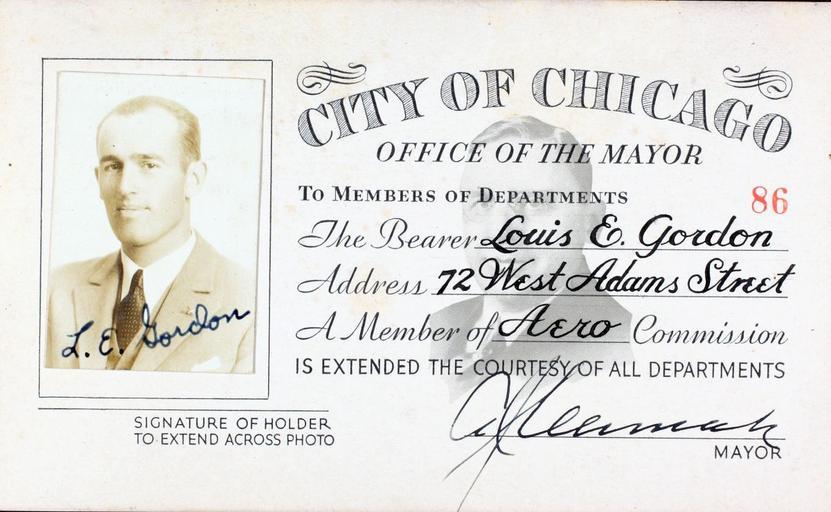 L. E. Gordon
SIGNATURE OF HOLDER
TO EXTEND ACROSS PHOTO
CITY OF CHICAGO
OFFICE OF THE MAYOR
TO MEMBERS OF DEPARTMENTS
86
The Bearer Louis E. Gordon
Address 72 West Adams Street
A Member of Aero Commission
IS EXTENDED THE COURTESY OF ALL DEPARTMENTS
A J Cermak
MAYOR